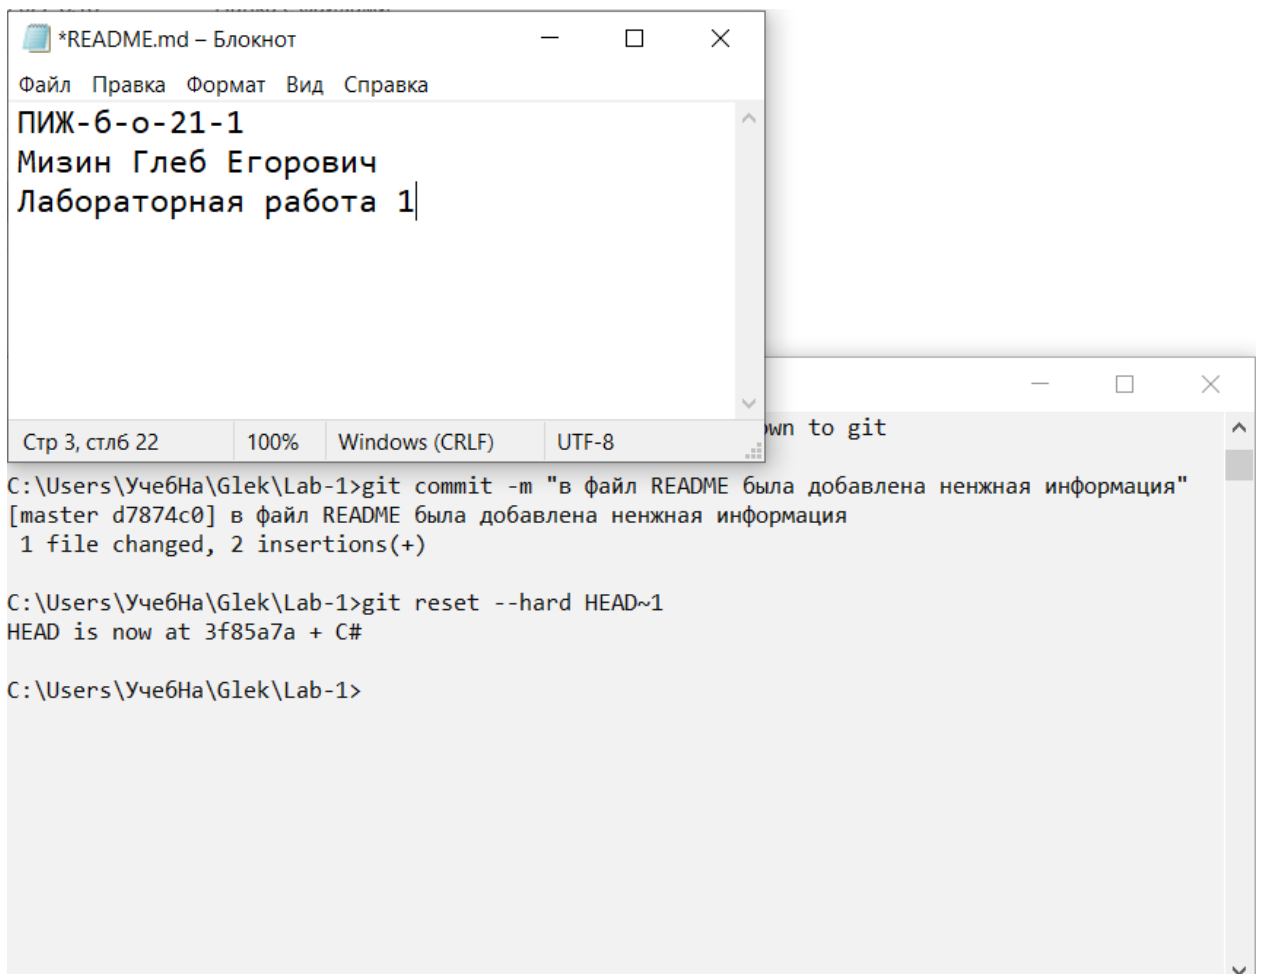 *README.md – Блокнот
Файл Правка Формат Вид Справка
ПИЖ-б-о-21-1
Мизин Глеб Егорович
Лабораторная работа 1
Стр 3, стлб 22 100% Windows (CRLF) UTF-8
to git
C:\Users\УчебНа\Glek\Lab-1>git commit -m "в файл README была добавлена ненжная информация"
[master d7874c0] в файл README была добавлена ненжная информация
1 file changed, 2 insertions(+)
C:\Users\УчебНа\Glek\Lab-1>git reset --hard HEAD~1
HEAD is now at 3f85a7a + C#
C:\Users\УчебНа\Glek\Lab-1>